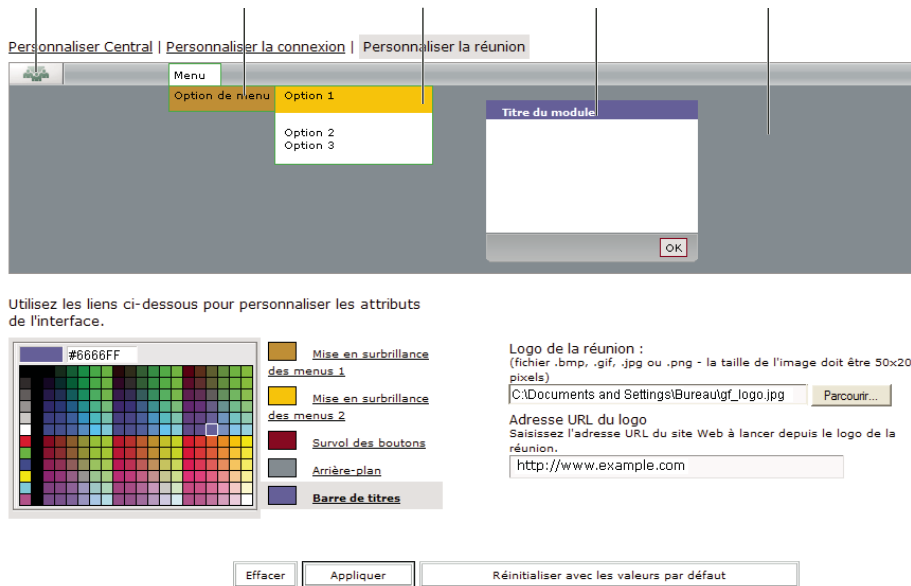 Personnaliser Central | Personnaliser la connexion | Personnaliser la réunion
Menu
Option de menu
Option 1
Option 2
Option 3
Titre du module
OK
Utilisez les liens ci-dessous pour personnaliser les attributs
de l'interface.
#6666FF
Mise en surbrillance
des menus 1
Mise en surbrillance
des menus 2
Survol des boutons
Arrière-plan
Barre de titres
Logo de la réunion :
(fichier .bmp, .gif, .jpg ou .png - la taille de l'image doit être 50x20
pixels)
C:\Documents and Settings\Bureau\gf_logo.jpg
Parcourir...
Adresse URL du logo
Saisissez l'adresse URL du site Web à lancer depuis le logo de la
réunion.
http://www.example.com
Effacer
Appliquer
Réinitialiser avec les valeurs par défaut